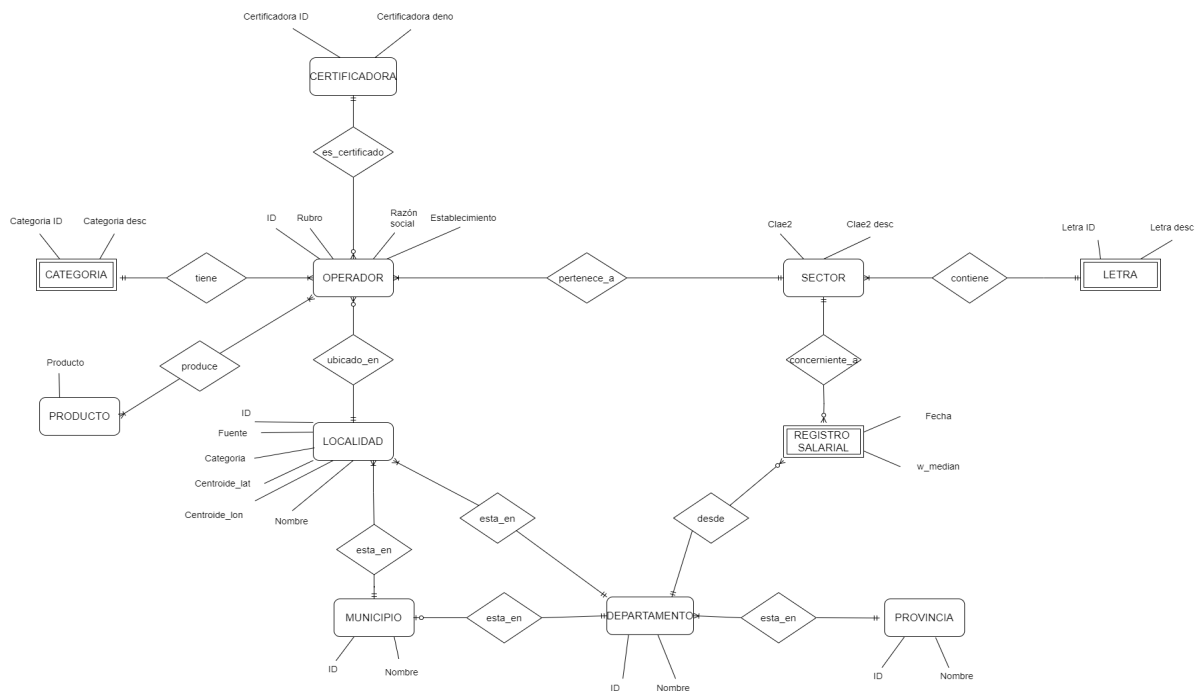 Certificadora ID
Certificadora deno
CERTIFICADORA
es_certificado
Categoria ID
Categoria desc
ID
Rubro
Razón
social
Establecimiento
Clae2
Clae2 desc
Letra ID
Letra desc
CATEGORIA
tiene
OPERADOR
pertenece_a
SECTOR
contiene
LETRA
Producto
produce
ubicado_en
concerniente_a
PRODUCTO
ID
Fuente
LOCALIDAD
Categoria
Centroide_lat
Centroide_lon
Nombre
REGISTRO
SALARIAL
Fecha
w_median
esta_en
desde
esta_en
MUNICIPIO
esta_en
DEPARTAMENTO
esta_en
PROVINCIA
ID
Nombre
ID
Nombre
ID
Nombre